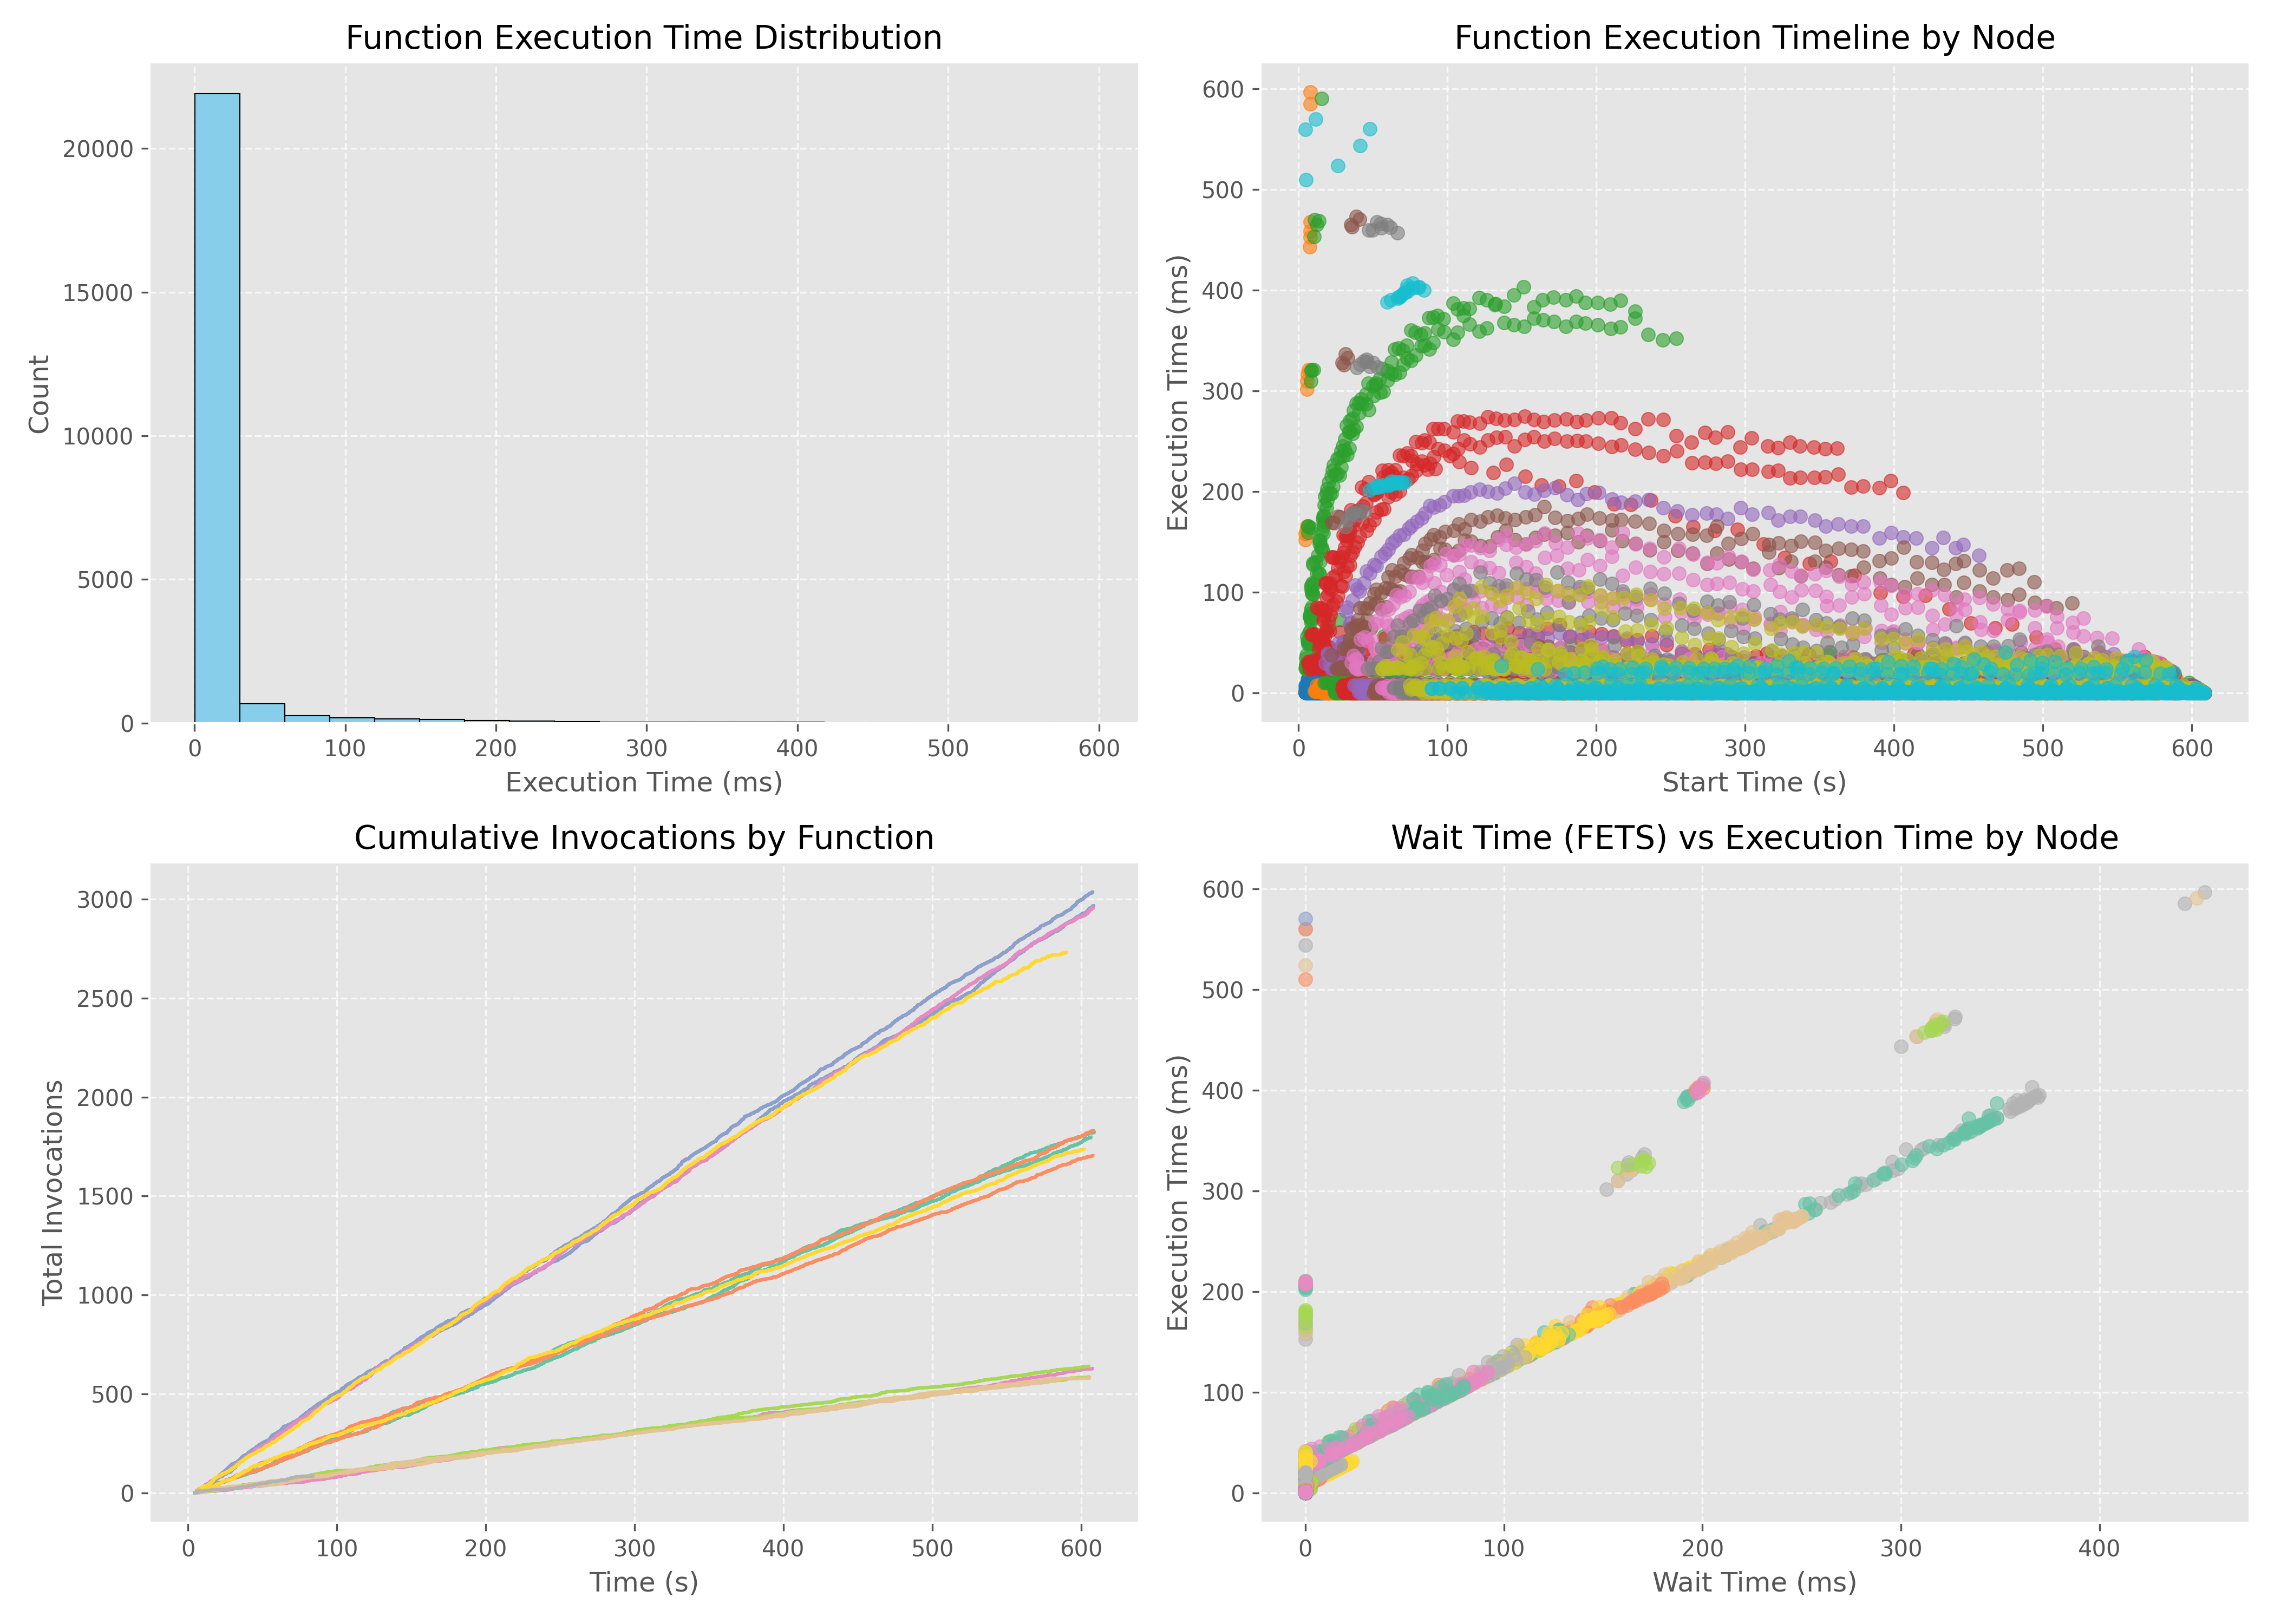 Function Execution Time Distribution
20000
15000
10000
5000
0
Count
0 100 200 300 400 500 600
Execution Time (ms)
Function Execution Timeline by Node
600
500
400
300
200
100
0
Execution Time (ms)
0 100 200 300 400 500 600
Start Time (s)
Cumulative Invocations by Function
3000
2500
2000
1500
1000
500
0
Total Invocations
0 100 200 300 400 500 600
Time (s)
Wait Time (FETS) vs Execution Time by Node
600
500
400
300
200
100
0
Execution Time (ms)
0 100 200 300 400
Wait Time (ms)